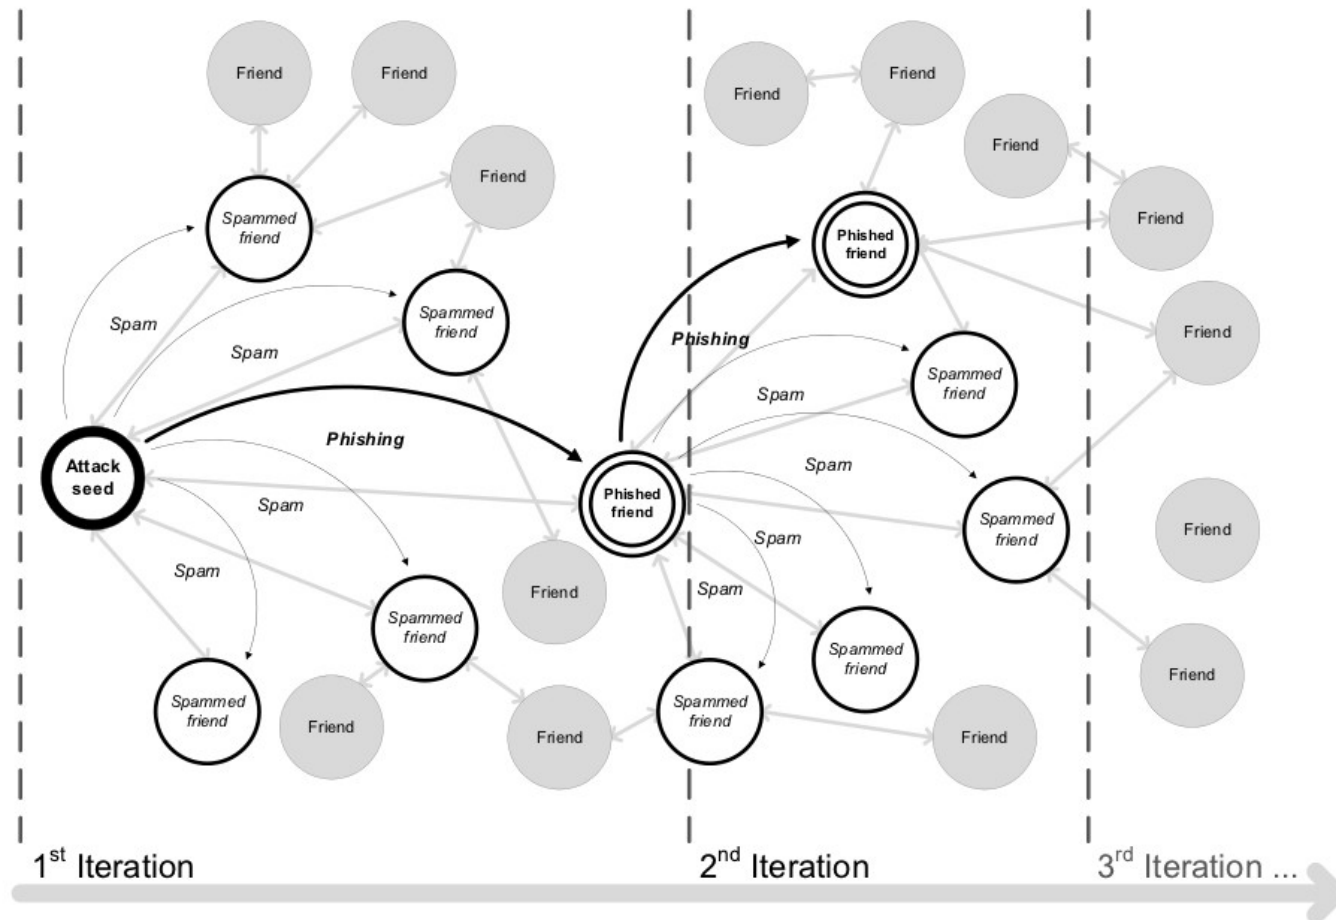 Friend
Friend
Friend
Friend
Friend
Friend
Spammed
friend
Phished
friend
Friend
Spam
Spammed
friend
Spam
Phishing
Friend
Spam
Spammed
friend
Phishing
Attack
seed
Spam
Phished
friend
Spam
Spammed
friend
Friend
Spam
Spam
Spam
Friend
Spammed
friend
Spammed
friend
Friend
Spammed
friend
Friend
Friend
Spammed
friend
Friend
1st Iteration
2nd Iteration
3rd Iteration ...